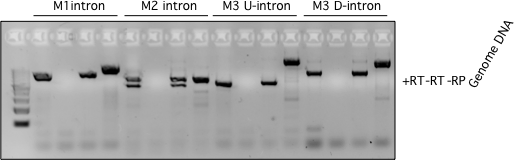 M1intron M2 intron M3 U-intron M3 D-intron
+RT-RT-RP Genome DNA